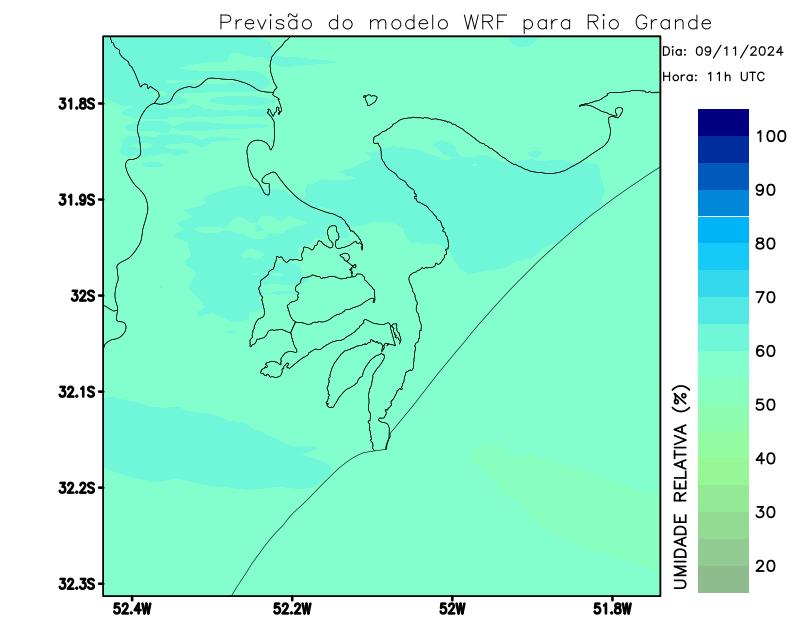 Previsão do modelo WRF para Rio Grande
Dia: 09/11/2024
Hora: 11h UTC
31.8S
31.9S
32S
32.1S
32.2S
32.3S
52.4W
52.2W
52W
51.8W
UMIDADE RELATIVA (%)
100
90
80
70
60
50
40
30
20